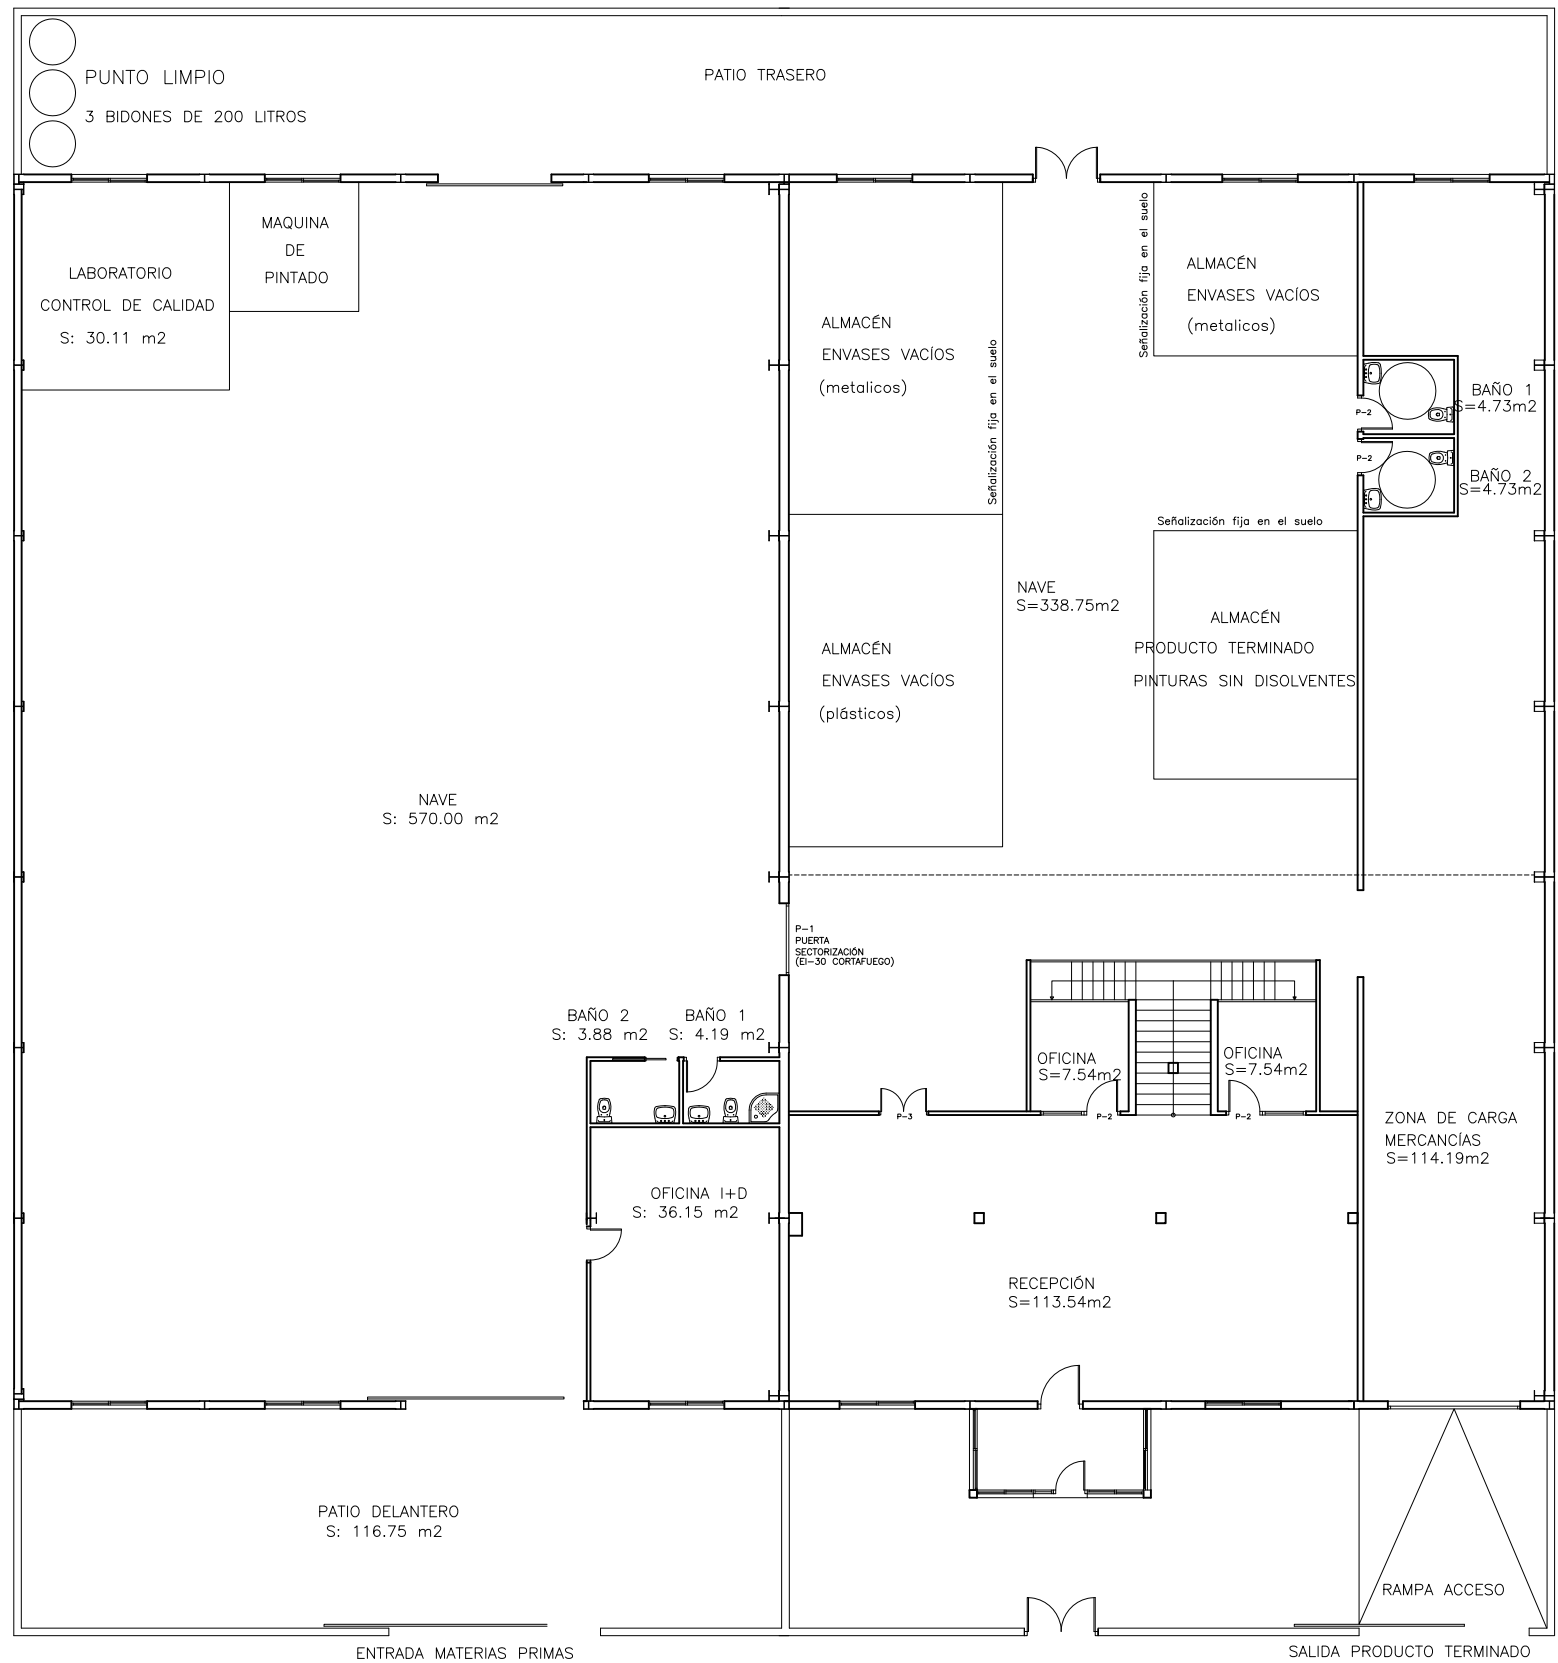 PUNTO LIMPIO
3 BIDONES DE 200 LITROS
PATIO TRASERO
LABORATORIO
CONTROL DE CALIDAD
S: 30.11 m2
MAQUINA
DE
PINTADO
ALMACÉN
ENVASES VACÍOS
(metalicos)
Señalización fija en el suelo
Señalización fija en el suelo
ALMACÉN
ENVASES VACÍOS
(metalicos)
P-2
BAÑO 1
S=4.73m2
P-2
BAÑO 2
S=4.73m2
Señalización fija en el suelo
NAVE
S=338.75m2
ALMACÉN
PRODUCTO TERMINADO
PINTURAS SIN DISOLVENTES
ALMACÉN
ENVASES VACÍOS
(plásticos)
NAVE
S: 570.00 m2
P-1
PUERTA
SECTORIZACIÓN
(EI-30 CORTAFUEGO)
BAÑO 2
S: 3.88 m2
BAÑO 1
S: 4.19 m2
OFICINA
S=7.54m2
OFICINA
S=7.54m2
P-3
P-2
P-2
ZONA DE CARGA
MERCANCÍAS
S=114.19m2
OFICINA I+D
S: 36.15 m2
RECEPCIÓN
S=113.54m2
PATIO DELANTERO
S: 116.75 m2
RAMPA ACCESO
ENTRADA MATERIAS PRIMAS
SALIDA PRODUCTO TERMINADO